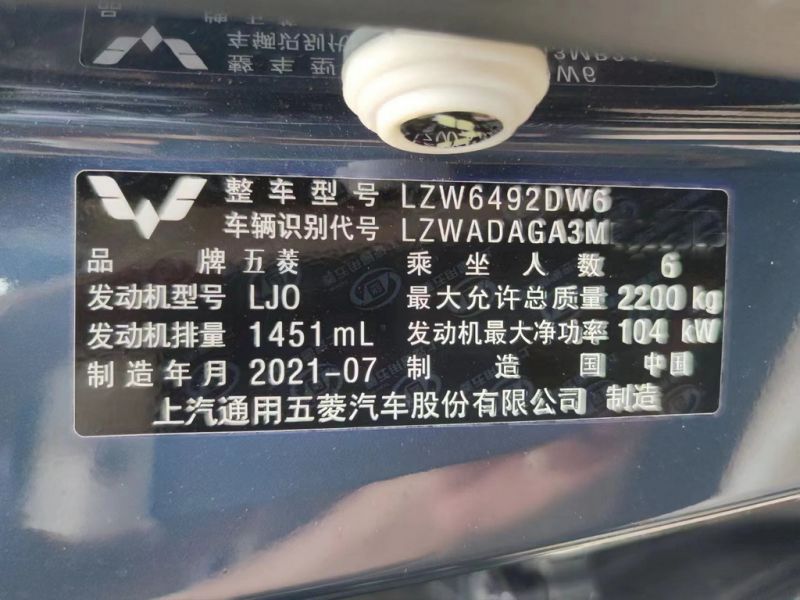 整车型号 LZW6492DW6
车辆识别代号 LZWADAGA3M
品牌 五菱 乘坐人数 6
发动机型号 LJO 最大允许总质量 2200 kg
发动机排量 1451mL 发动机最大净功率 104 kW
制造年月 2021-07 制造国 中国
上汽通用五菱汽车股份有限公司 制造